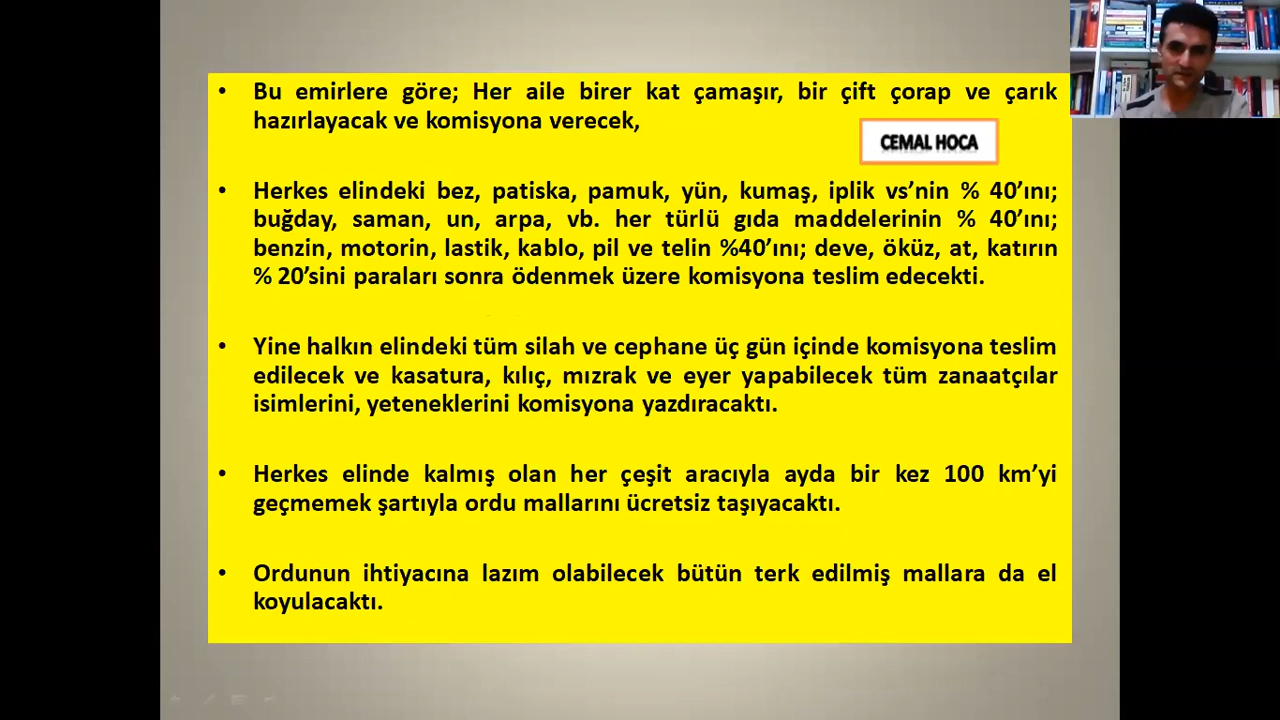 • Bu emirlere göre; Her aile birer kat çamaşır, bir çift çorap ve çarık
hazırlayacak ve komisyona verecek,
CEMAL HOCA
• Herkes elindeki bez, patiska, pamuk, yün, kumaş, iplik vs’nin % 40’ını;
buğday, saman, un, arpa, vb. her türlü gıda maddelerinin % 40’ını;
benzin, motorin, lastik, kablo, pil ve telin %40’ını; deve, öküz, at, katırın
% 20’sini paraları sonra ödenmek üzere komisyona teslim edecekti.
• Yine halkın elindeki tüm silah ve cephane üç gün içinde komisyona teslim
edilecek ve kasatura, kılıç, mızrak ve eyer yapabilecek tüm zanaatçılar
isimlerini, yeteneklerini komisyona yazdıracaktı.
• Herkes elinde kalmış olan her çeşit aracıyla ayda bir kez 100 km’yi
geçmemek şartıyla ordu mallarını ücretsiz taşıyacaktı.
• Ordunun ihtiyacına lazım olabilecek bütün terk edilmiş mallara da el
koyulacaktı.